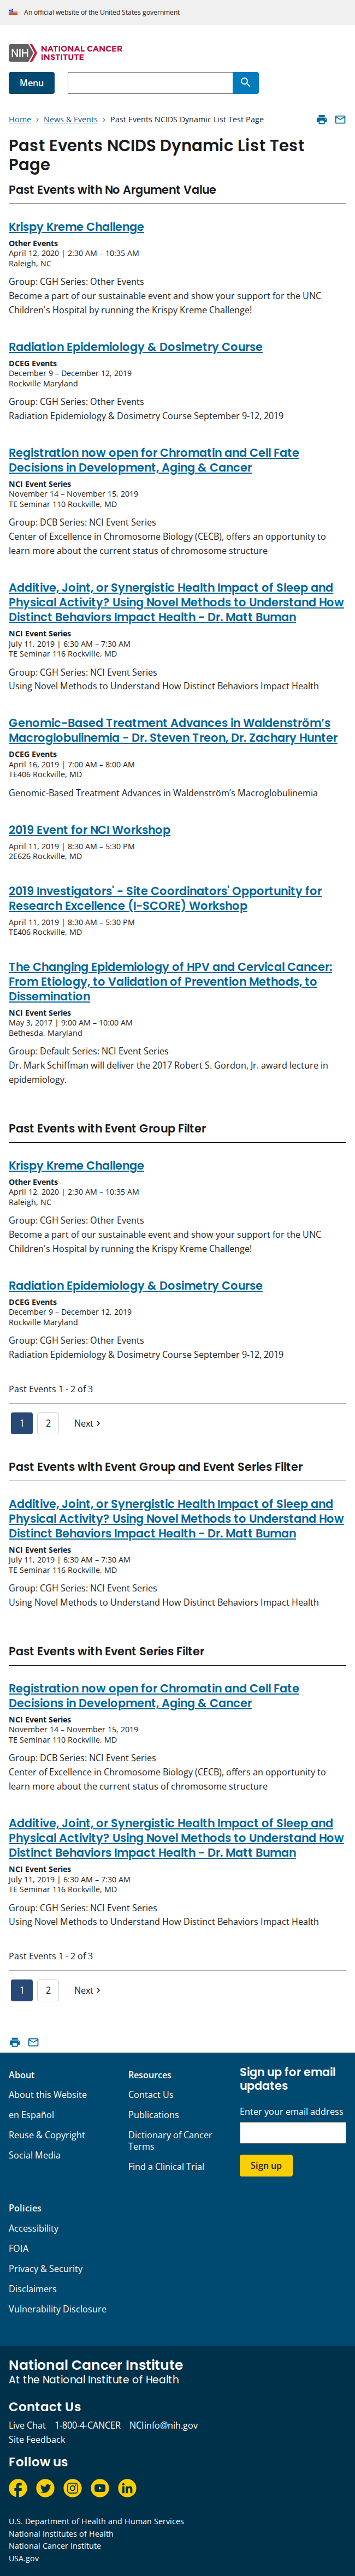 An official website of the United States government
NIH NATIONAL CANCER
INSTITUTE
Menu
Home > News & Events > Past Events NCIDS Dynamic List Test Page
Past Events NCIDS Dynamic List Test
Page
Past Events with No Argument Value
Krispy Kreme Challenge
Other Events
April 12, 2020 | 2:30 AM – 10:35 AM
Raleigh, NC
Group: CGH Series: Other Events
Become a part of our sustainable event and show your support for the UNC
Children's Hospital by running the Krispy Kreme Challenge!
Radiation Epidemiology & Dosimetry Course
DCEG Events
December 9 – December 12, 2019
Rockville Maryland
Group: CGH Series: Other Events
Radiation Epidemiology & Dosimetry Course September 9-12, 2019
Registration now open for Chromatin and Cell Fate
Decisions in Development, Aging & Cancer
NCI Event Series
November 14 – November 15, 2019
TE Seminar 110 Rockville, MD
Group: DCB Series: NCI Event Series
Center of Excellence in Chromosome Biology (CECB), offers an opportunity to
learn more about the current status of chromosome structure
Additive, Joint, or Synergistic Health Impact of Sleep and
Physical Activity? Using Novel Methods to Understand How
Distinct Behaviors Impact Health - Dr. Matt Buman
NCI Event Series
July 11, 2019 | 6:30 AM – 7:30 AM
TE Seminar 116 Rockville, MD
Group: CGH Series: NCI Event Series
Using Novel Methods to Understand How Distinct Behaviors Impact Health
Genomic-Based Treatment Advances in Waldenström's
Macroglobulinemia - Dr. Steven Treon, Dr. Zachary Hunter
DCEG Events
April 16, 2019 | 7:00 AM – 8:00 AM
TE406 Rockville, MD
Genomic-Based Treatment Advances in Waldenström's Macroglobulinemia
2019 Event for NCI Workshop
April 11, 2019 | 8:30 AM – 5:30 PM
2E626 Rockville, MD
2019 Investigators' - Site Coordinators' Opportunity for
Research Excellence (I-SCORE) Workshop
April 11, 2019 | 8:30 AM – 5:30 PM
TE406 Rockville, MD
The Changing Epidemiology of HPV and Cervical Cancer:
From Etiology, to Validation of Prevention Methods, to
Dissemination
NCI Event Series
May 3, 2017 | 9:00 AM – 10:00 AM
Bethesda, Maryland
Group: Default Series: NCI Event Series
Dr. Mark Schiffman will deliver the 2017 Robert S. Gordon, Jr. award lecture in
epidemiology.
Past Events with Event Group Filter
Krispy Kreme Challenge
Other Events
April 12, 2020 | 2:30 AM – 10:35 AM
Raleigh, NC
Group: CGH Series: Other Events
Become a part of our sustainable event and show your support for the UNC
Children's Hospital by running the Krispy Kreme Challenge!
Radiation Epidemiology & Dosimetry Course
DCEG Events
December 9 – December 12, 2019
Rockville Maryland
Group: CGH Series: Other Events
Radiation Epidemiology & Dosimetry Course September 9-12, 2019
Past Events 1 - 2 of 3
1 2 Next >
Past Events with Event Group and Event Series Filter
Additive, Joint, or Synergistic Health Impact of Sleep and
Physical Activity? Using Novel Methods to Understand How
Distinct Behaviors Impact Health - Dr. Matt Buman
NCI Event Series
July 11, 2019 | 6:30 AM – 7:30 AM
TE Seminar 116 Rockville, MD
Group: CGH Series: NCI Event Series
Using Novel Methods to Understand How Distinct Behaviors Impact Health
Past Events with Event Series Filter
Registration now open for Chromatin and Cell Fate
Decisions in Development, Aging & Cancer
NCI Event Series
November 14 – November 15, 2019
TE Seminar 110 Rockville, MD
Group: DCB Series: NCI Event Series
Center of Excellence in Chromosome Biology (CECB), offers an opportunity to
learn more about the current status of chromosome structure
Additive, Joint, or Synergistic Health Impact of Sleep and
Physical Activity? Using Novel Methods to Understand How
Distinct Behaviors Impact Health - Dr. Matt Buman
NCI Event Series
July 11, 2019 | 6:30 AM – 7:30 AM
TE Seminar 116 Rockville, MD
Group: CGH Series: NCI Event Series
Using Novel Methods to Understand How Distinct Behaviors Impact Health
Past Events 1 - 2 of 3
1 2 Next >
About
About this Website
en Español
Reuse & Copyright
Social Media
Resources
Contact Us
Publications
Dictionary of Cancer
Terms
Find a Clinical Trial
Sign up for email
updates
Enter your email address
Sign up
Policies
Accessibility
FOIA
Privacy & Security
Disclaimers
Vulnerability Disclosure
National Cancer Institute
At the National Institutes of Health
Contact Us
Live Chat 1-800-4-CANCER NCIinfo@nih.gov
Site Feedback
Follow us
U.S. Department of Health and Human Services
National Institutes of Health
National Cancer Institute
USA.gov